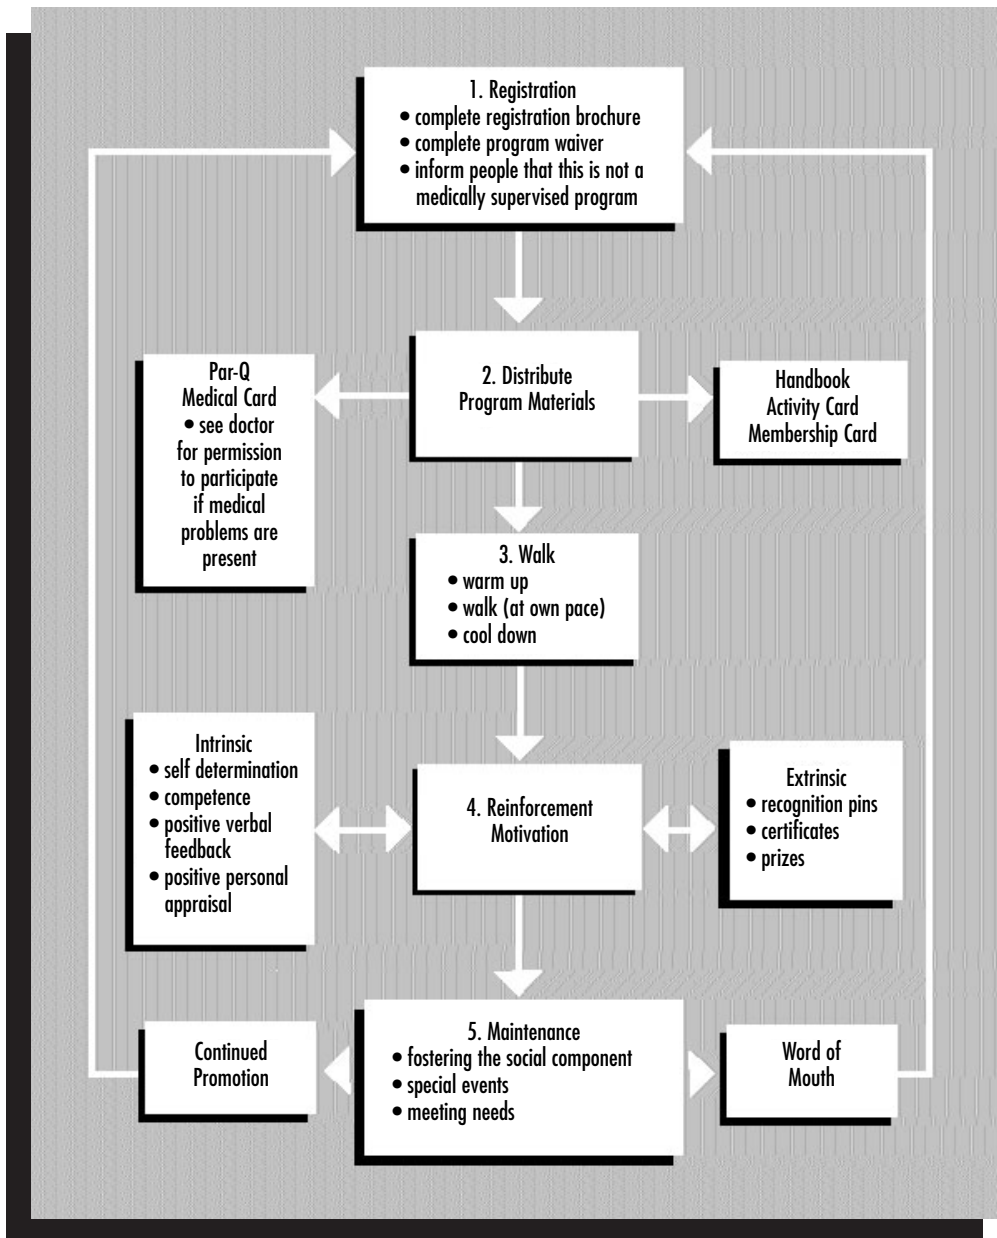 1. Registration
• complete registration brochure
• complete program waiver
• inform people that this is not a
medically supervised program
Par-Q
Medical Card
• see doctor
for permission
to participate
if medical
problems are
present
2. Distribute
Program Materials
Handbook
Activity Card
Membership Card
3. Walk
• warm up
• walk (at own pace)
• cool down
Intrinsic
• self determination
• competence
• positive verbal
feedback
• positive personal
appraisal
4. Reinforcement
Motivation
Extrinsic
• recognition pins
• certificates
• prizes
Continued
Promotion
5. Maintenance
• fostering the social component
• special events
• meeting needs
Word of
Mouth